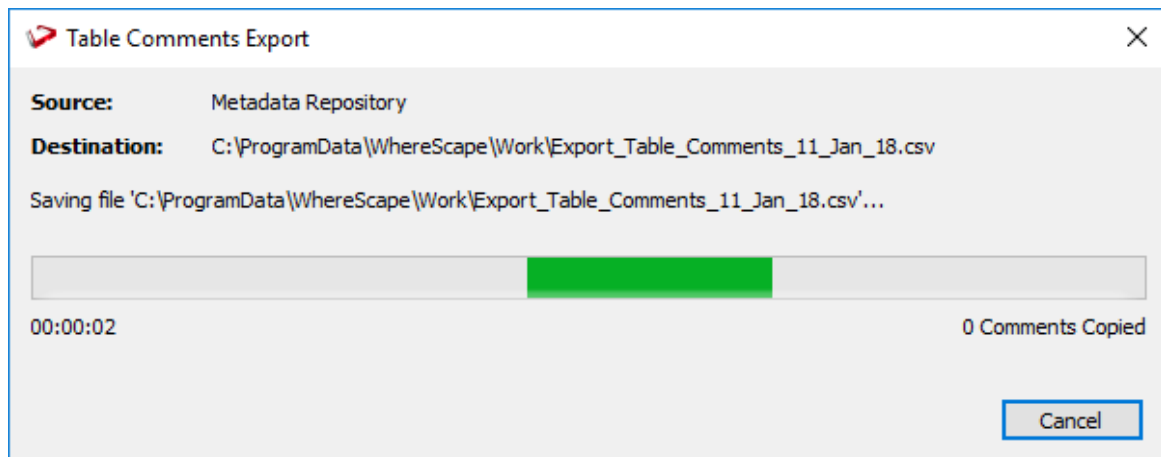 Table Comments Export
Source: Metadata Repository
Destination: C:\ProgramData\WhereScape\Work\Export_Table_Comments_11_Jan_18.csv
Saving file 'C:\ProgramData\WhereScape\Work\Export_Table_Comments_11_Jan_18.csv'...
00:00:02 0 Comments Copied
Cancel